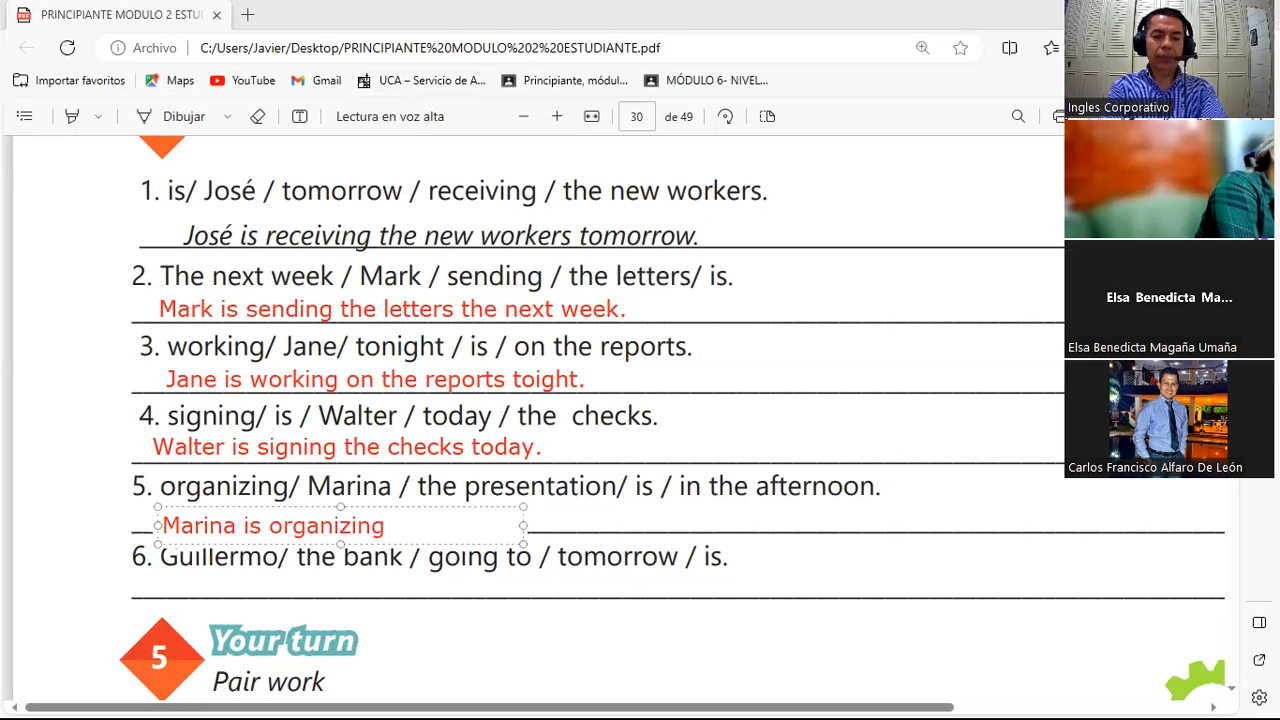 PRINCIPIANTE MODULO 2 ESTUD
Archivo C:/Users/Javier/Desktop/PRINCIPIANTE%20MODULO%202%20ESTUDIANTE.pdf
Importar favoritos Maps YouTube Gmail UCA – Servicio de A... Principiante, módul... MÓDULO 6- NIVEL...
Dibujar Lectura en voz alta 30 de 49
1. is/ José / tomorrow / receiving / the new workers.
José is receiving the new workers tomorrow.
2. The next week / Mark / sending / the letters/ is.
Mark is sending the letters the next week.
3. working/ Jane/ tonight / is / on the reports.
Jane is working on the reports toight.
4. signing/ is / Walter / today / the checks.
Walter is signing the checks today.
5. organizing/ Marina / the presentation/ is / in the afternoon.
Marina is organizing
6. Guillermo/ the bank / going to / tomorrow / is.
5 Your turn
Pair work
Ingles Corporativo
Elsa Benedicta Ma...
Elsa Benedicta Magaña Umaña
Carlos Francisco Alfaro De León